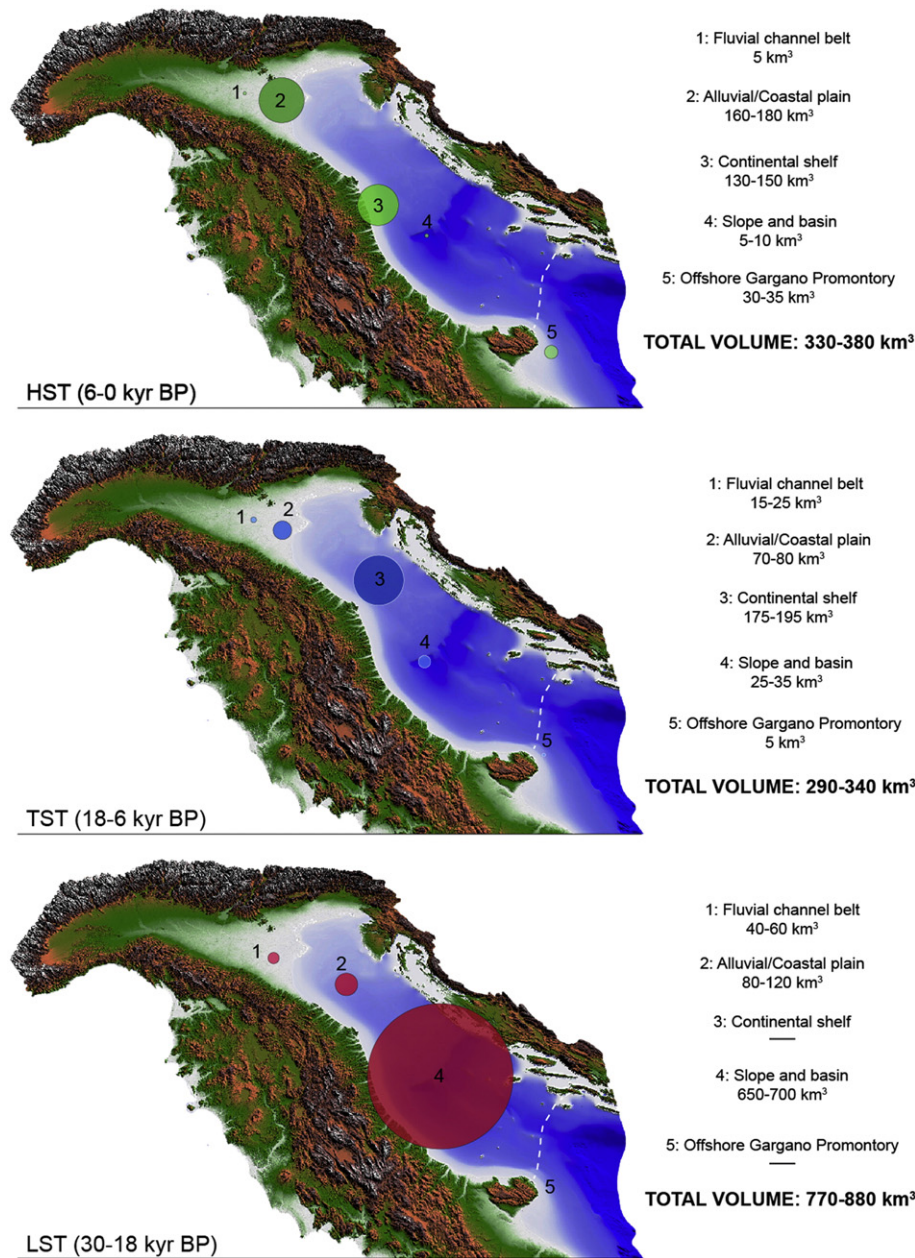 1: Fluvial channel belt
5 km³
2: Alluvial/Coastal plain
160-180 km³
3: Continental shelf
130-150 km³
4: Slope and basin
5-10 km³
5: Offshore Gargano Promontory
30-35 km³
TOTAL VOLUME: 330-380 km³
1
2
3
4
5
HST (6-0 kyr BP)
1: Fluvial channel belt
15-25 km³
2: Alluvial/Coastal plain
70-80 km³
3: Continental shelf
175-195 km³
4: Slope and basin
25-35 km³
5: Offshore Gargano Promontory
5 km³
TOTAL VOLUME: 290-340 km³
1
2
3
4
5
TST (18-6 kyr BP)
1: Fluvial channel belt
40-60 km³
2: Alluvial/Coastal plain
80-120 km³
3: Continental shelf
4: Slope and basin
650-700 km³
5: Offshore Gargano Promontory
TOTAL VOLUME: 770-880 km³
1
2
4
5
LST (30-18 kyr BP)